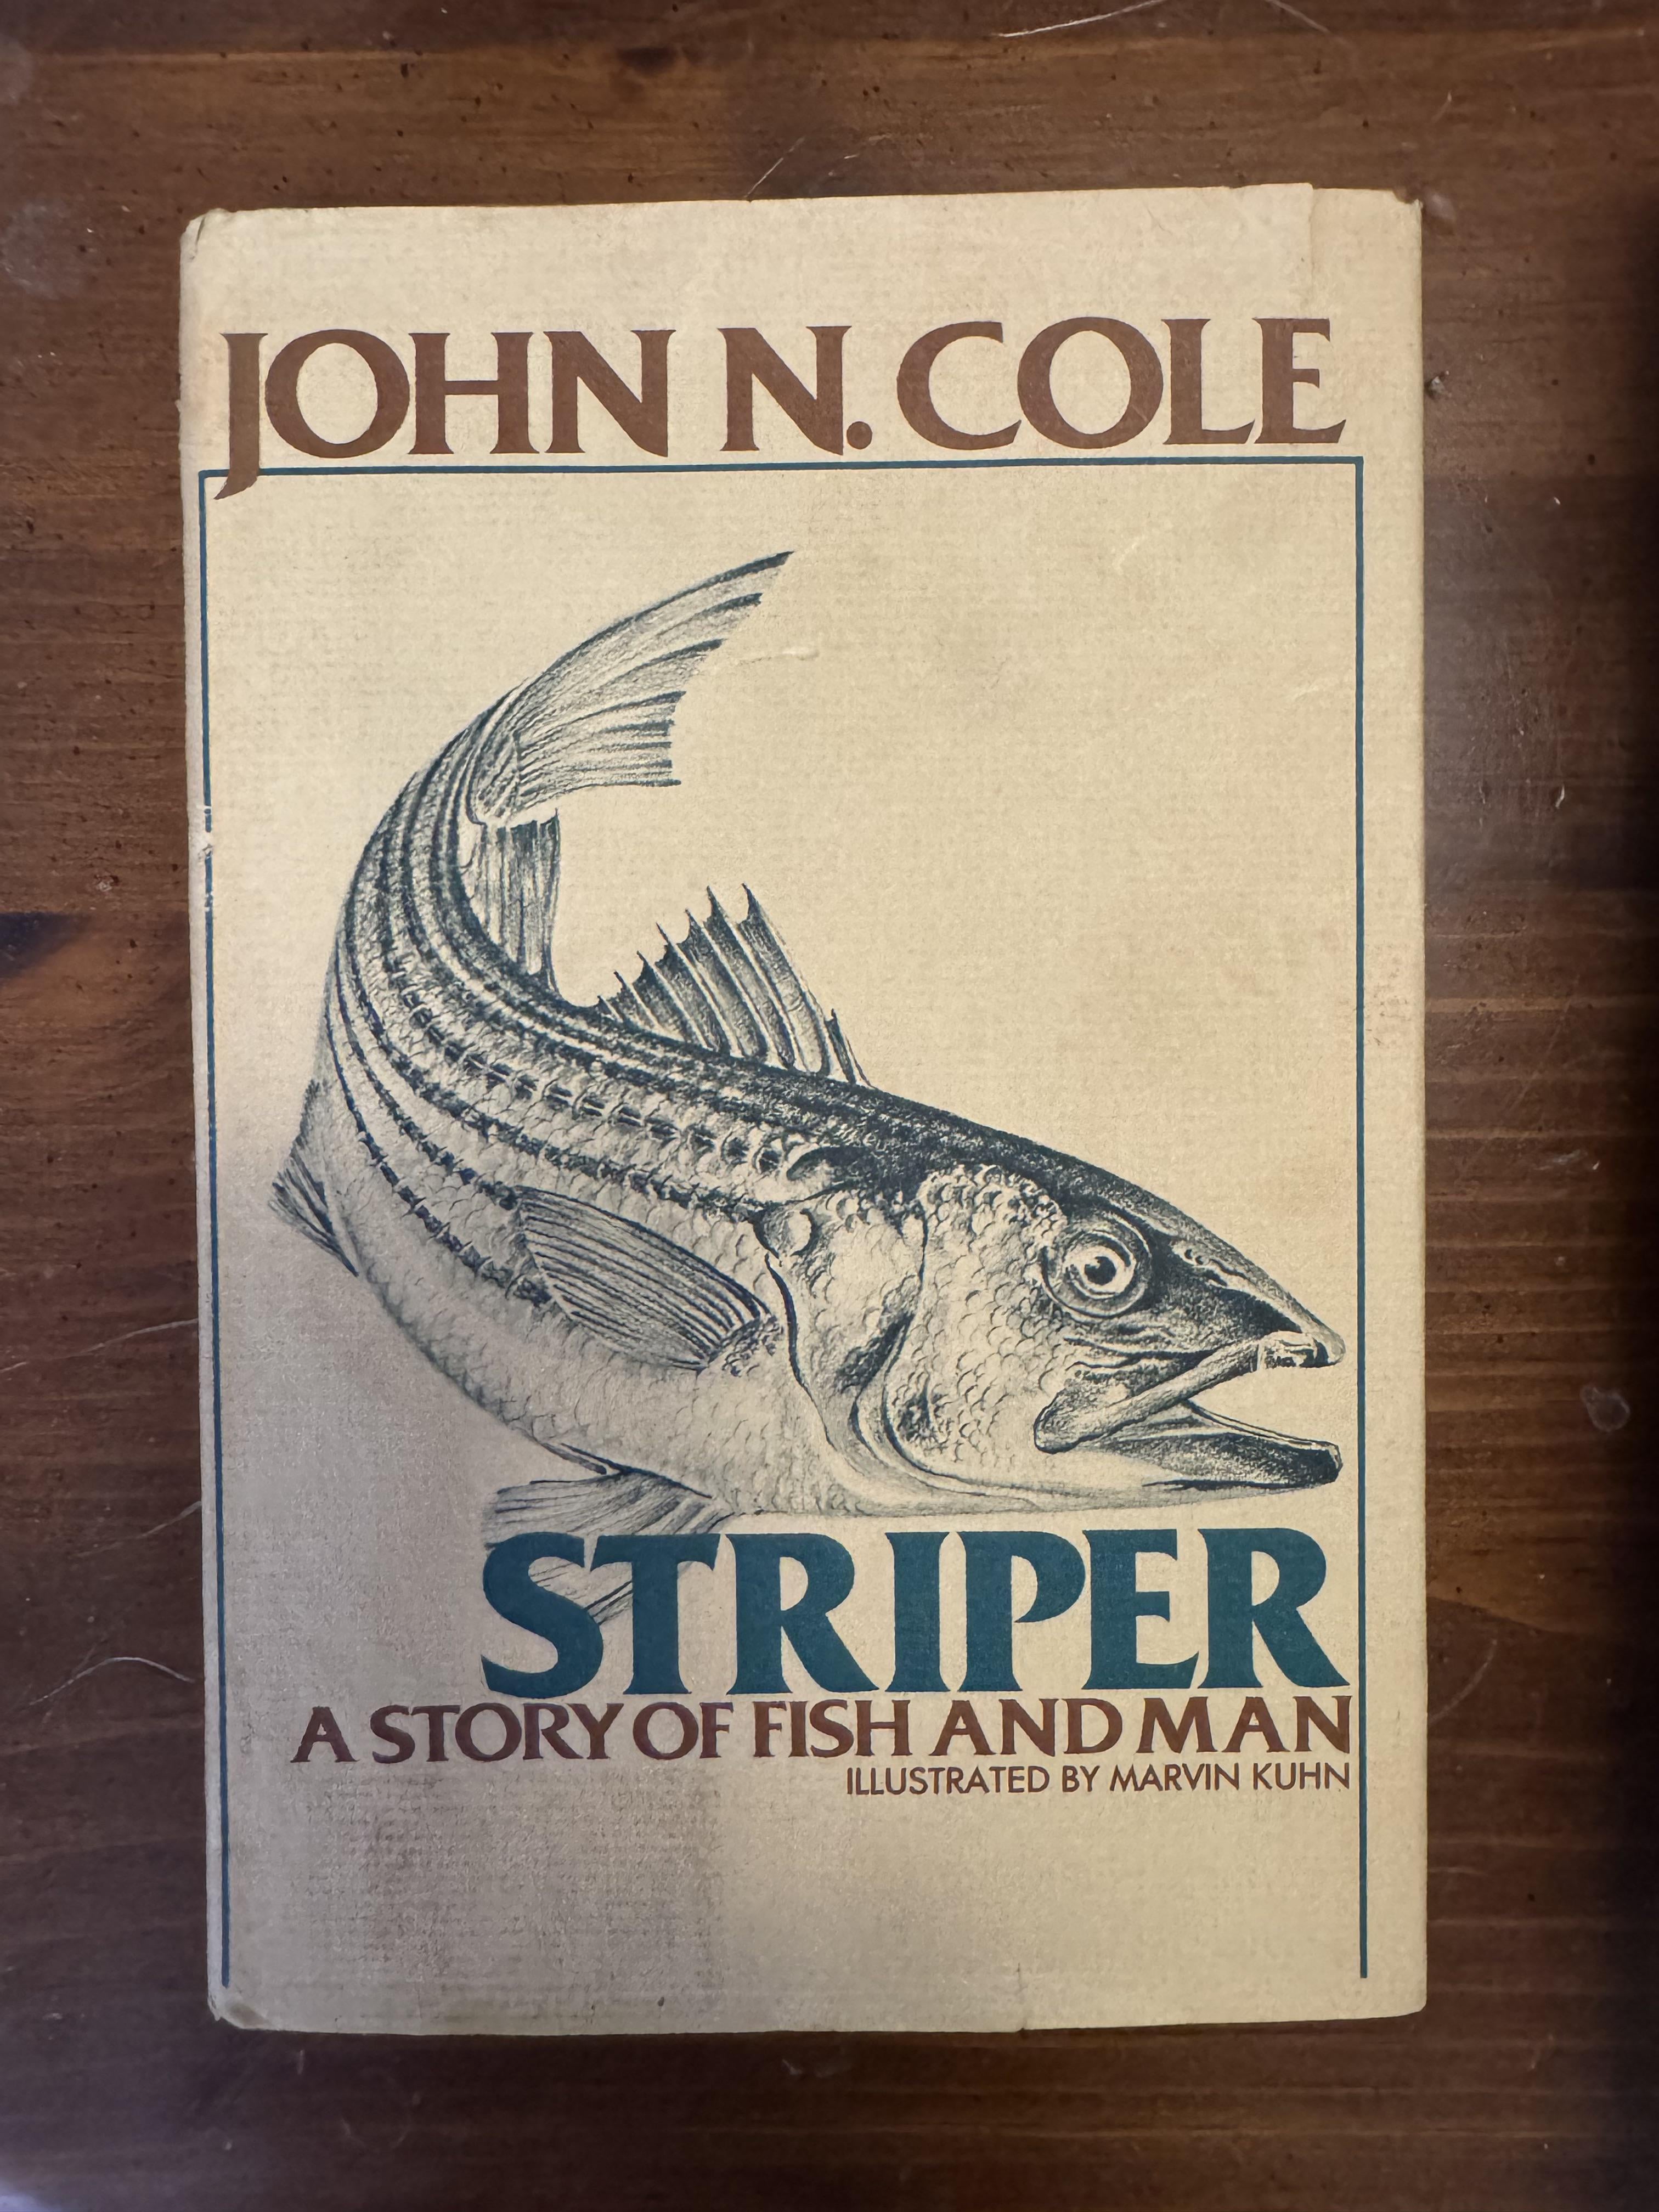 JOHN N. COLE
STRIPER
A STORY OF FISH AND MAN
ILLUSTRATED BY MARVIN KUHN